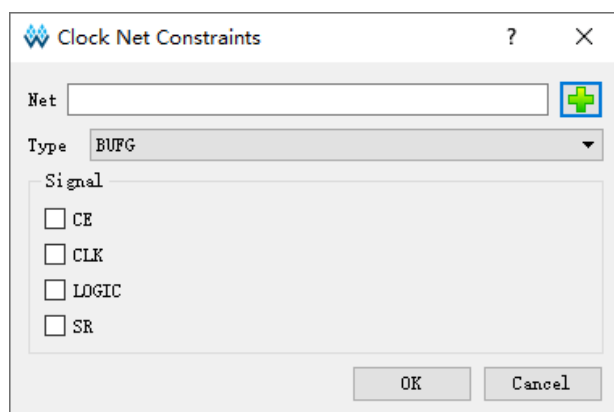 Clock Net Constraints ?
Net
Type BUFG
Signal
CE
CLK
LOGIC
SR
OK Cancel